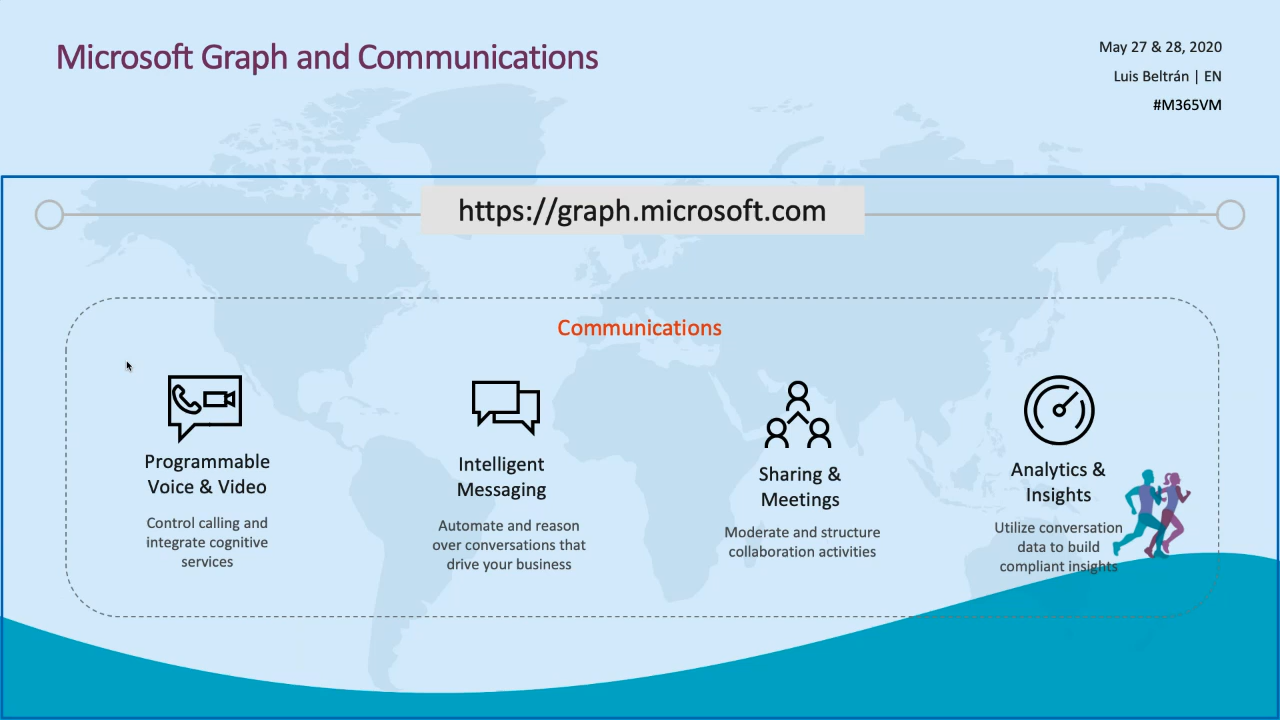 Microsoft Graph and Communications
May 27 & 28, 2020
Luis Beltrán | EN
#M365VM
https://graph.microsoft.com
Communications
Programmable
Voice & Video
Control calling and
integrate cognitive
services
Intelligent
Messaging
Automate and reason
over conversations that
drive your business
Sharing &
Meetings
Moderate and structure
collaboration activities
Analytics &
Insights
Utilize conversation
data to build
compliant insights